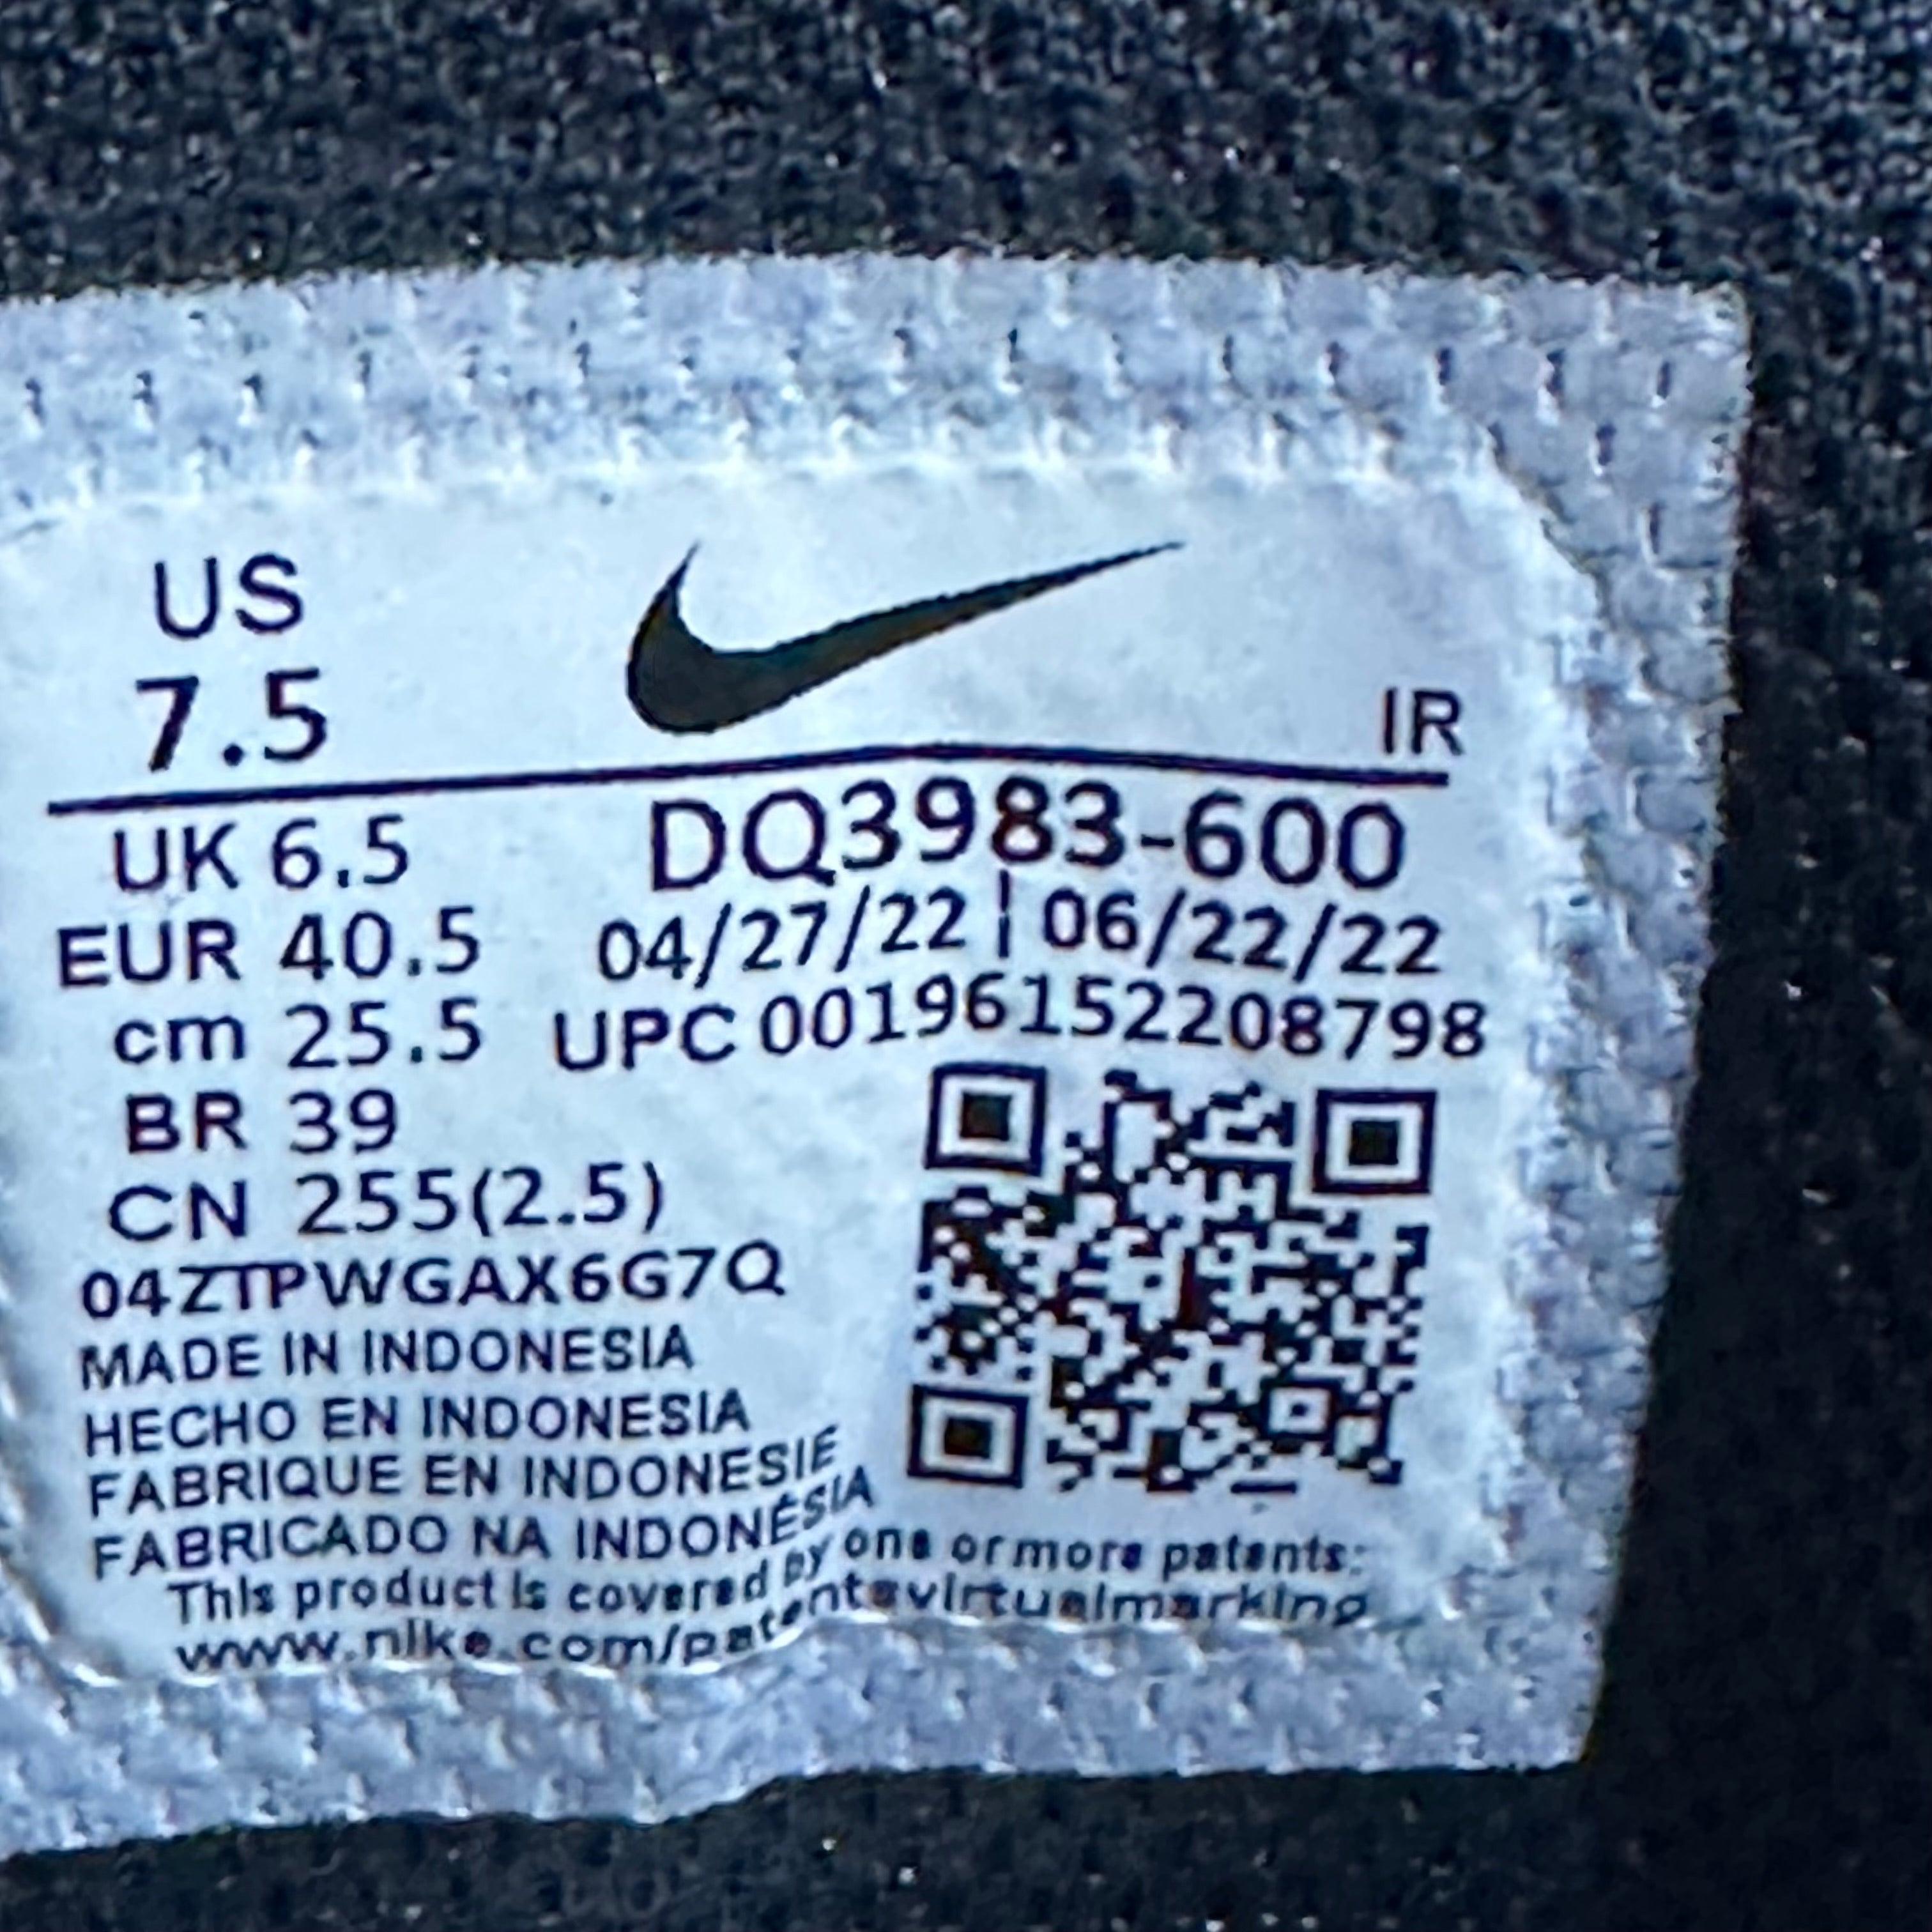 US
7.5
IR
UK 6.5
EUR 40.5
cm 25.5
BR 39
CN 255(2.5)
DQ3983-600
04/27/22 | 06/22/22
UPC 00196152208798
04ZTPWGAX6G7Q
MADE IN INDONESIA
HECHO EN INDONESIA
FABRIQUE EN INDONESIE
FABRICADO NA INDONÉSIA
This product is covered by one or more patents:
www.nike.com/patentsvirtualmarking